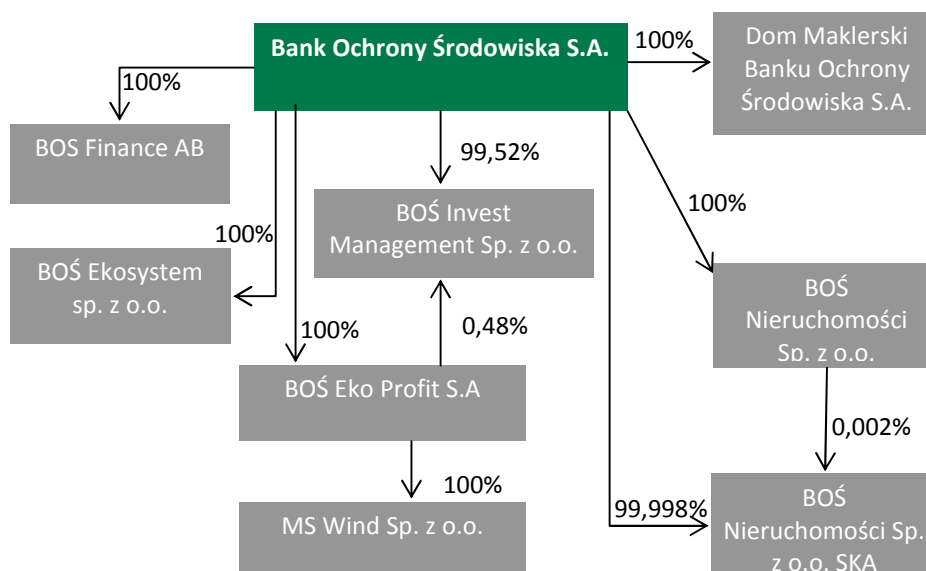 Bank Ochrony Środowiska S.A.
100%
Dom Maklerski
Banku Ochrony
Środowiska S.A.
100%
BOS Finance AB
99,52%
BOŚ Invest
Management Sp. z o.o.
100%
100%
BOŚ Ekosystem
sp. z o.o.
BOŚ
Nieruchomości
Sp. z o.o.
100%
0,48%
BOŚ Eko Profit S.A
0,002%
100%
99,998%
MS Wind Sp. z o.o.
BOŚ
Nieruchomości Sp.
z o.o. SKA